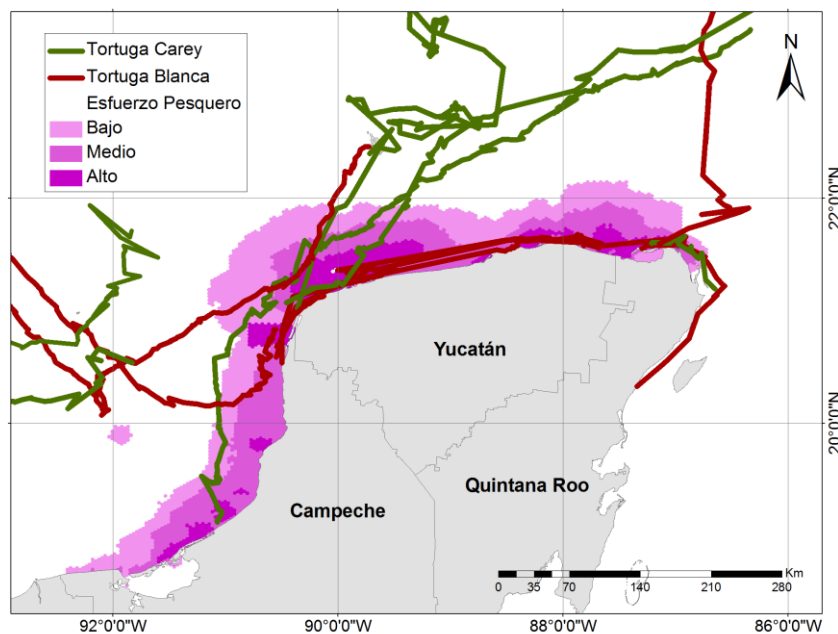 Tortuga Carey
Tortuga Blanca
Esfuerzo Pesquero
Bajo
Medio
Alto
N
22°0'0"N
Yucatán
20°0'0"N
Quintana Roo
Campeche
Km
0 35 70 140 210 280
92°0'0"W 90°0'0"W 88°0'0"W 86°0'0"W